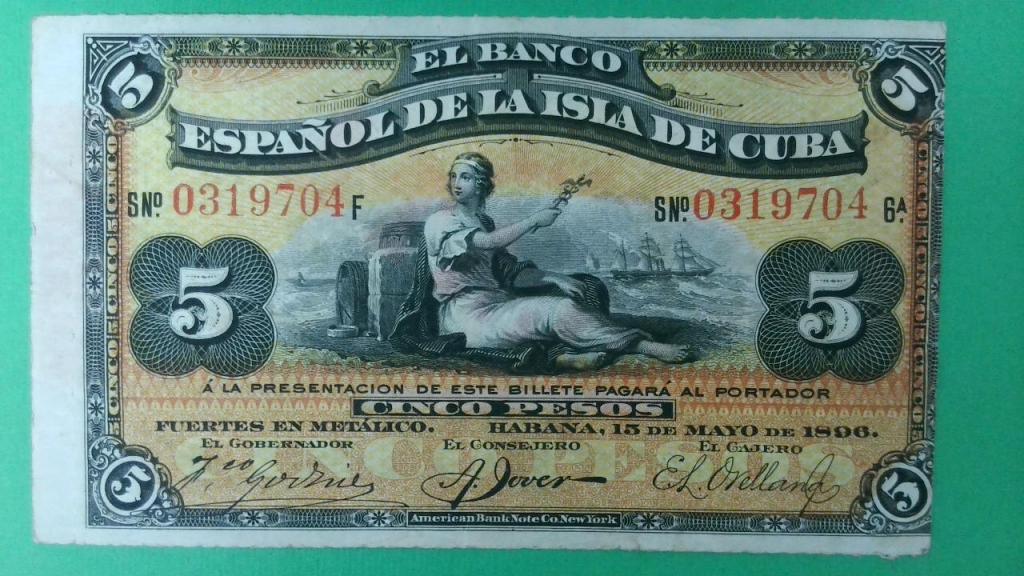 EL BANCO
ESPAÑOL DE LA ISLA DE CUBA
5 5
SNº 0319704 F SNº 0319704 6A
5 5
Á LA PRESENTACION DE ESTE BILLETE PAGARÁ AL PORTADOR
CINCO PESOS
FUERTES EN METÁLICO. HABANA, 15 DE MAYO DE 1896.
EL GOBERNADOR EL CONSEJERO EL CAJERO
CINCO PESOS
5 5
American Bank Note Co. New York